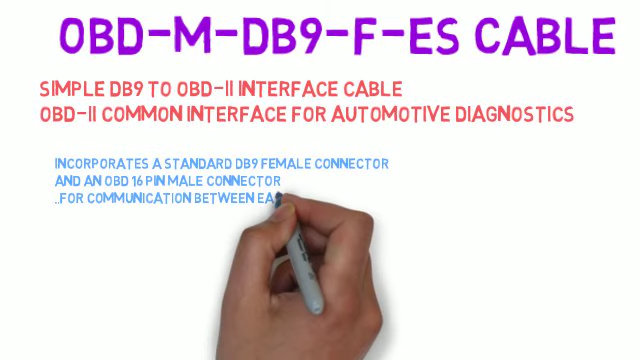 OBD-M-DB9-F-ES CABLE
SIMPLE DB9 TO OBD-II INTERFACE CABLE
OBD-II COMMON INTERFACE FOR AUTOMOTIVE DIAGNOSTICS
INCORPORATES A STANDARD DB9 FEMALE CONNECTOR
AND AN OBD 16 PIN MALE CONNECTOR
..FOR COMMUNICATION BETWEEN EA